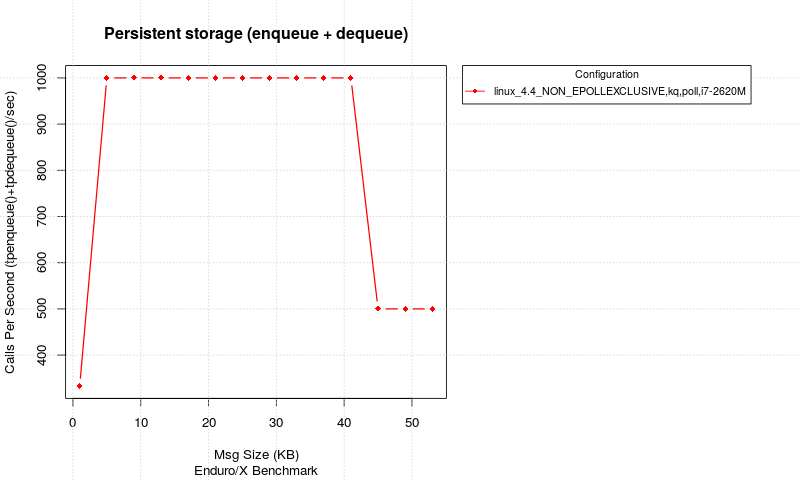 Persistent storage (enqueue + dequeue)
Calls Per Second (tpenqueue()+tpdequeue()/sec)
1000
900
800
700
600
500
400
0 10 20 30 40 50
Msg Size (KB)
Enduro/X Benchmark
Configuration
linux_4.4_NON_EPOLLEXCLUSIVE,kq,poll,i7-2620M